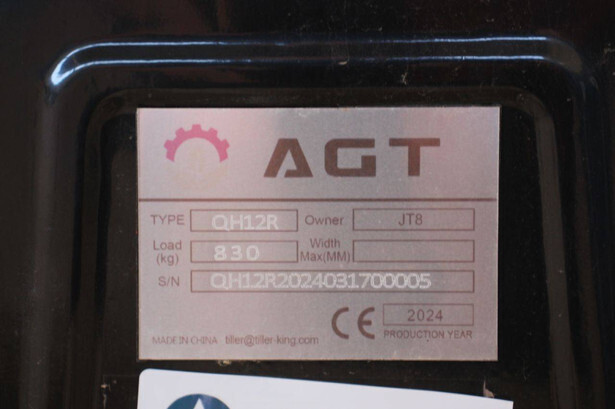 AGT
TYPE QH12R Owner JT8
Load (kg) 830 Width Max(MM)
S/N QH12R2024031700005
CE 2024
MADE IN CHINA tiller@tiller-king.com PRODUCTION YEAR